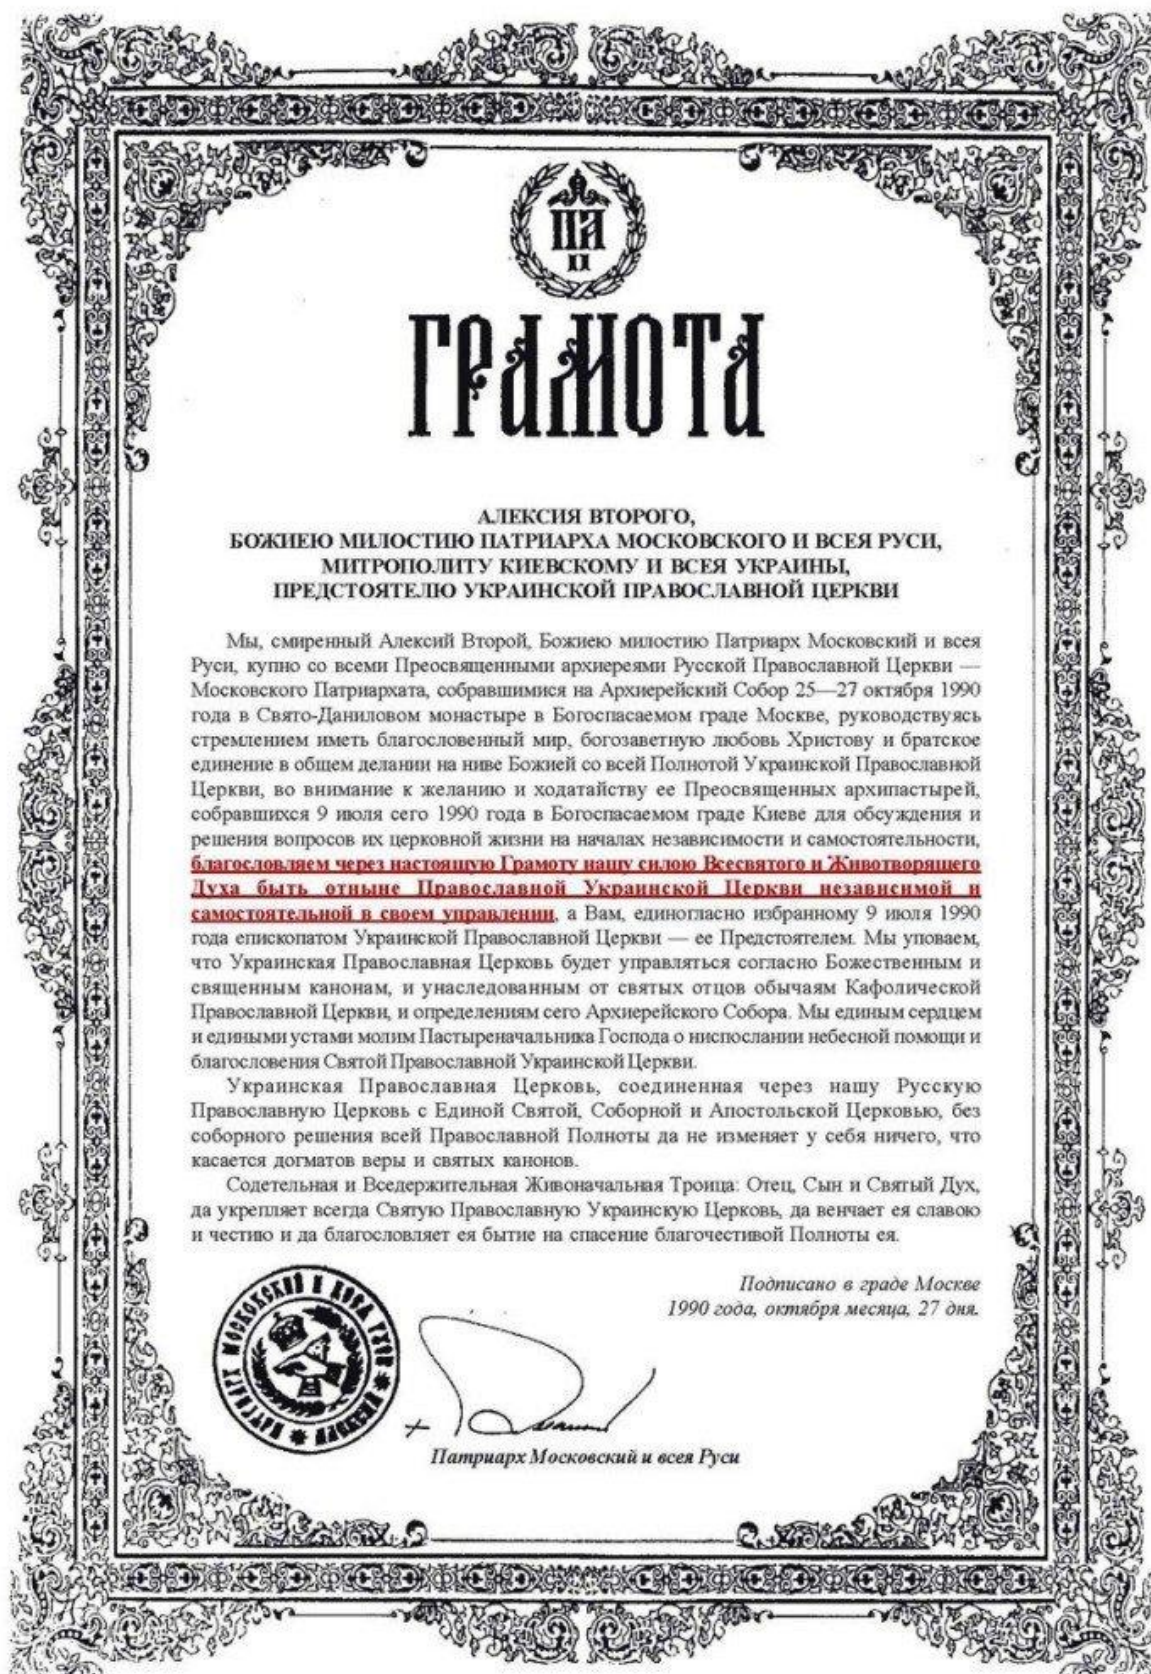 ПА
II
ГРАМОТА
АЛЕКСИЯ ВТОРОГО,
БОЖИЕЮ МИЛОСТИЮ ПАТРИАРХА МОСКОВСКОГО И ВСЕЯ РУСИ,
МИТРОПОЛИТУ КИЕВСКОМУ И ВСЕЯ УКРАИНЫ,
ПРЕДСТОЯТЕЛЮ УКРАИНСКОЙ ПРАВОСЛАВНОЙ ЦЕРКВИ
Мы, смиренный Алексий Второй, Божиею милостию Патриарх Московский и всея
Руси, купно со всеми Преосвященными архиереями Русской Православной Церкви —
Московского Патриархата, собравшимися на Архиерейский Собор 25—27 октября 1990
года в Свято-Даниловом монастыре в Богоспасаемом граде Москве, руководствуясь
стремлением иметь благословенный мир, богозаветную любовь Христову и братское
единение в общем делании на ниве Божией со всей Полнотой Украинской Православной
Церкви, во внимание к желанию и ходатайству ее Преосвященных архипастырей,
собравшихся 9 июля сего 1990 года в Богоспасаемом граде Киеве для обсуждения и
решения вопросов их церковной жизни на началах независимости и самостоятельности,
благословляем через настоящую Грамоту нашу силою Всесвятого и Животворящего
Духа быть отныне Православной Украинской Церкви независимой и
самостоятельной в своем управлении, а Вам, единогласно избранному 9 июля 1990
года епископатом Украинской Православной Церкви — ее Предстоятелем. Мы уповаем,
что Украинская Православная Церковь будет управляться согласно Божественным и
священным канонам, и унаследованным от святых отцов обычаям Кафолической
Православной Церкви, и определениям сего Архиерейского Собора. Мы единым сердцем
и едиными устами молим Пастыреначальника Господа о ниспослании небесной помощи и
благословения Святой Православной Украинской Церкви.
Украинская Православная Церковь, соединенная через нашу Русскую
Православную Церковь с Единой Святой, Соборной и Апостольской Церковью, без
соборного решения всей Православной Полноты да не изменяет у себя ничего, что
касается догматов веры и святых канонов.
Содетельная и Вседержительная Живоначальная Троица: Отец, Сын и Святый Дух,
да укрепляет всегда Святую Православную Украинскую Церковь, да венчает ея славою
и честию и да благословляет ея бытие на спасение благочестивой Полноты ея.
Подписано в граде Москве
1990 года, октября месяца, 27 дня.
ПАТРИАРХ МОСКОВСКИЙ И ВСЕЯ РУСИ
Патриарх Московский и всея Руси